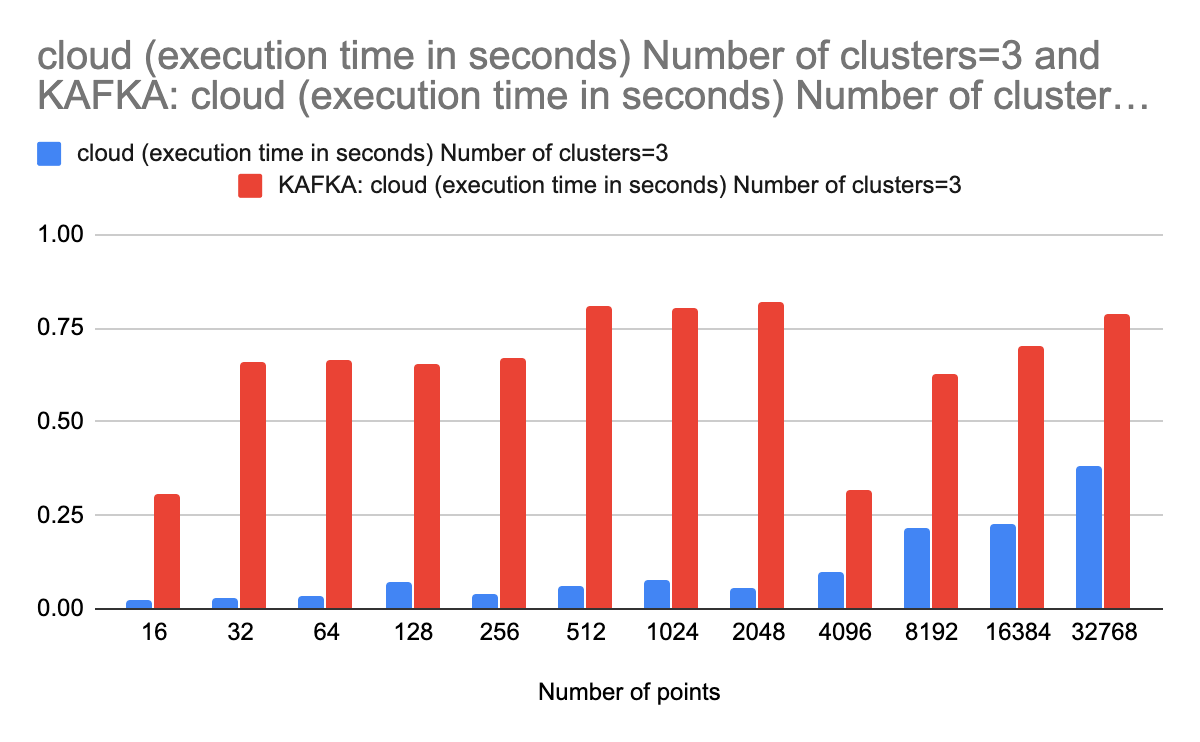 cloud (execution time in seconds) Number of clusters=3 and
KAFKA: cloud (execution time in seconds) Number of cluster…
cloud (execution time in seconds) Number of clusters=3
KAFKA: cloud (execution time in seconds) Number of clusters=3
1.00
0.75
0.50
0.25
0.00
16 32 64 128 256 512 1024 2048 4096 8192 16384 32768
Number of points